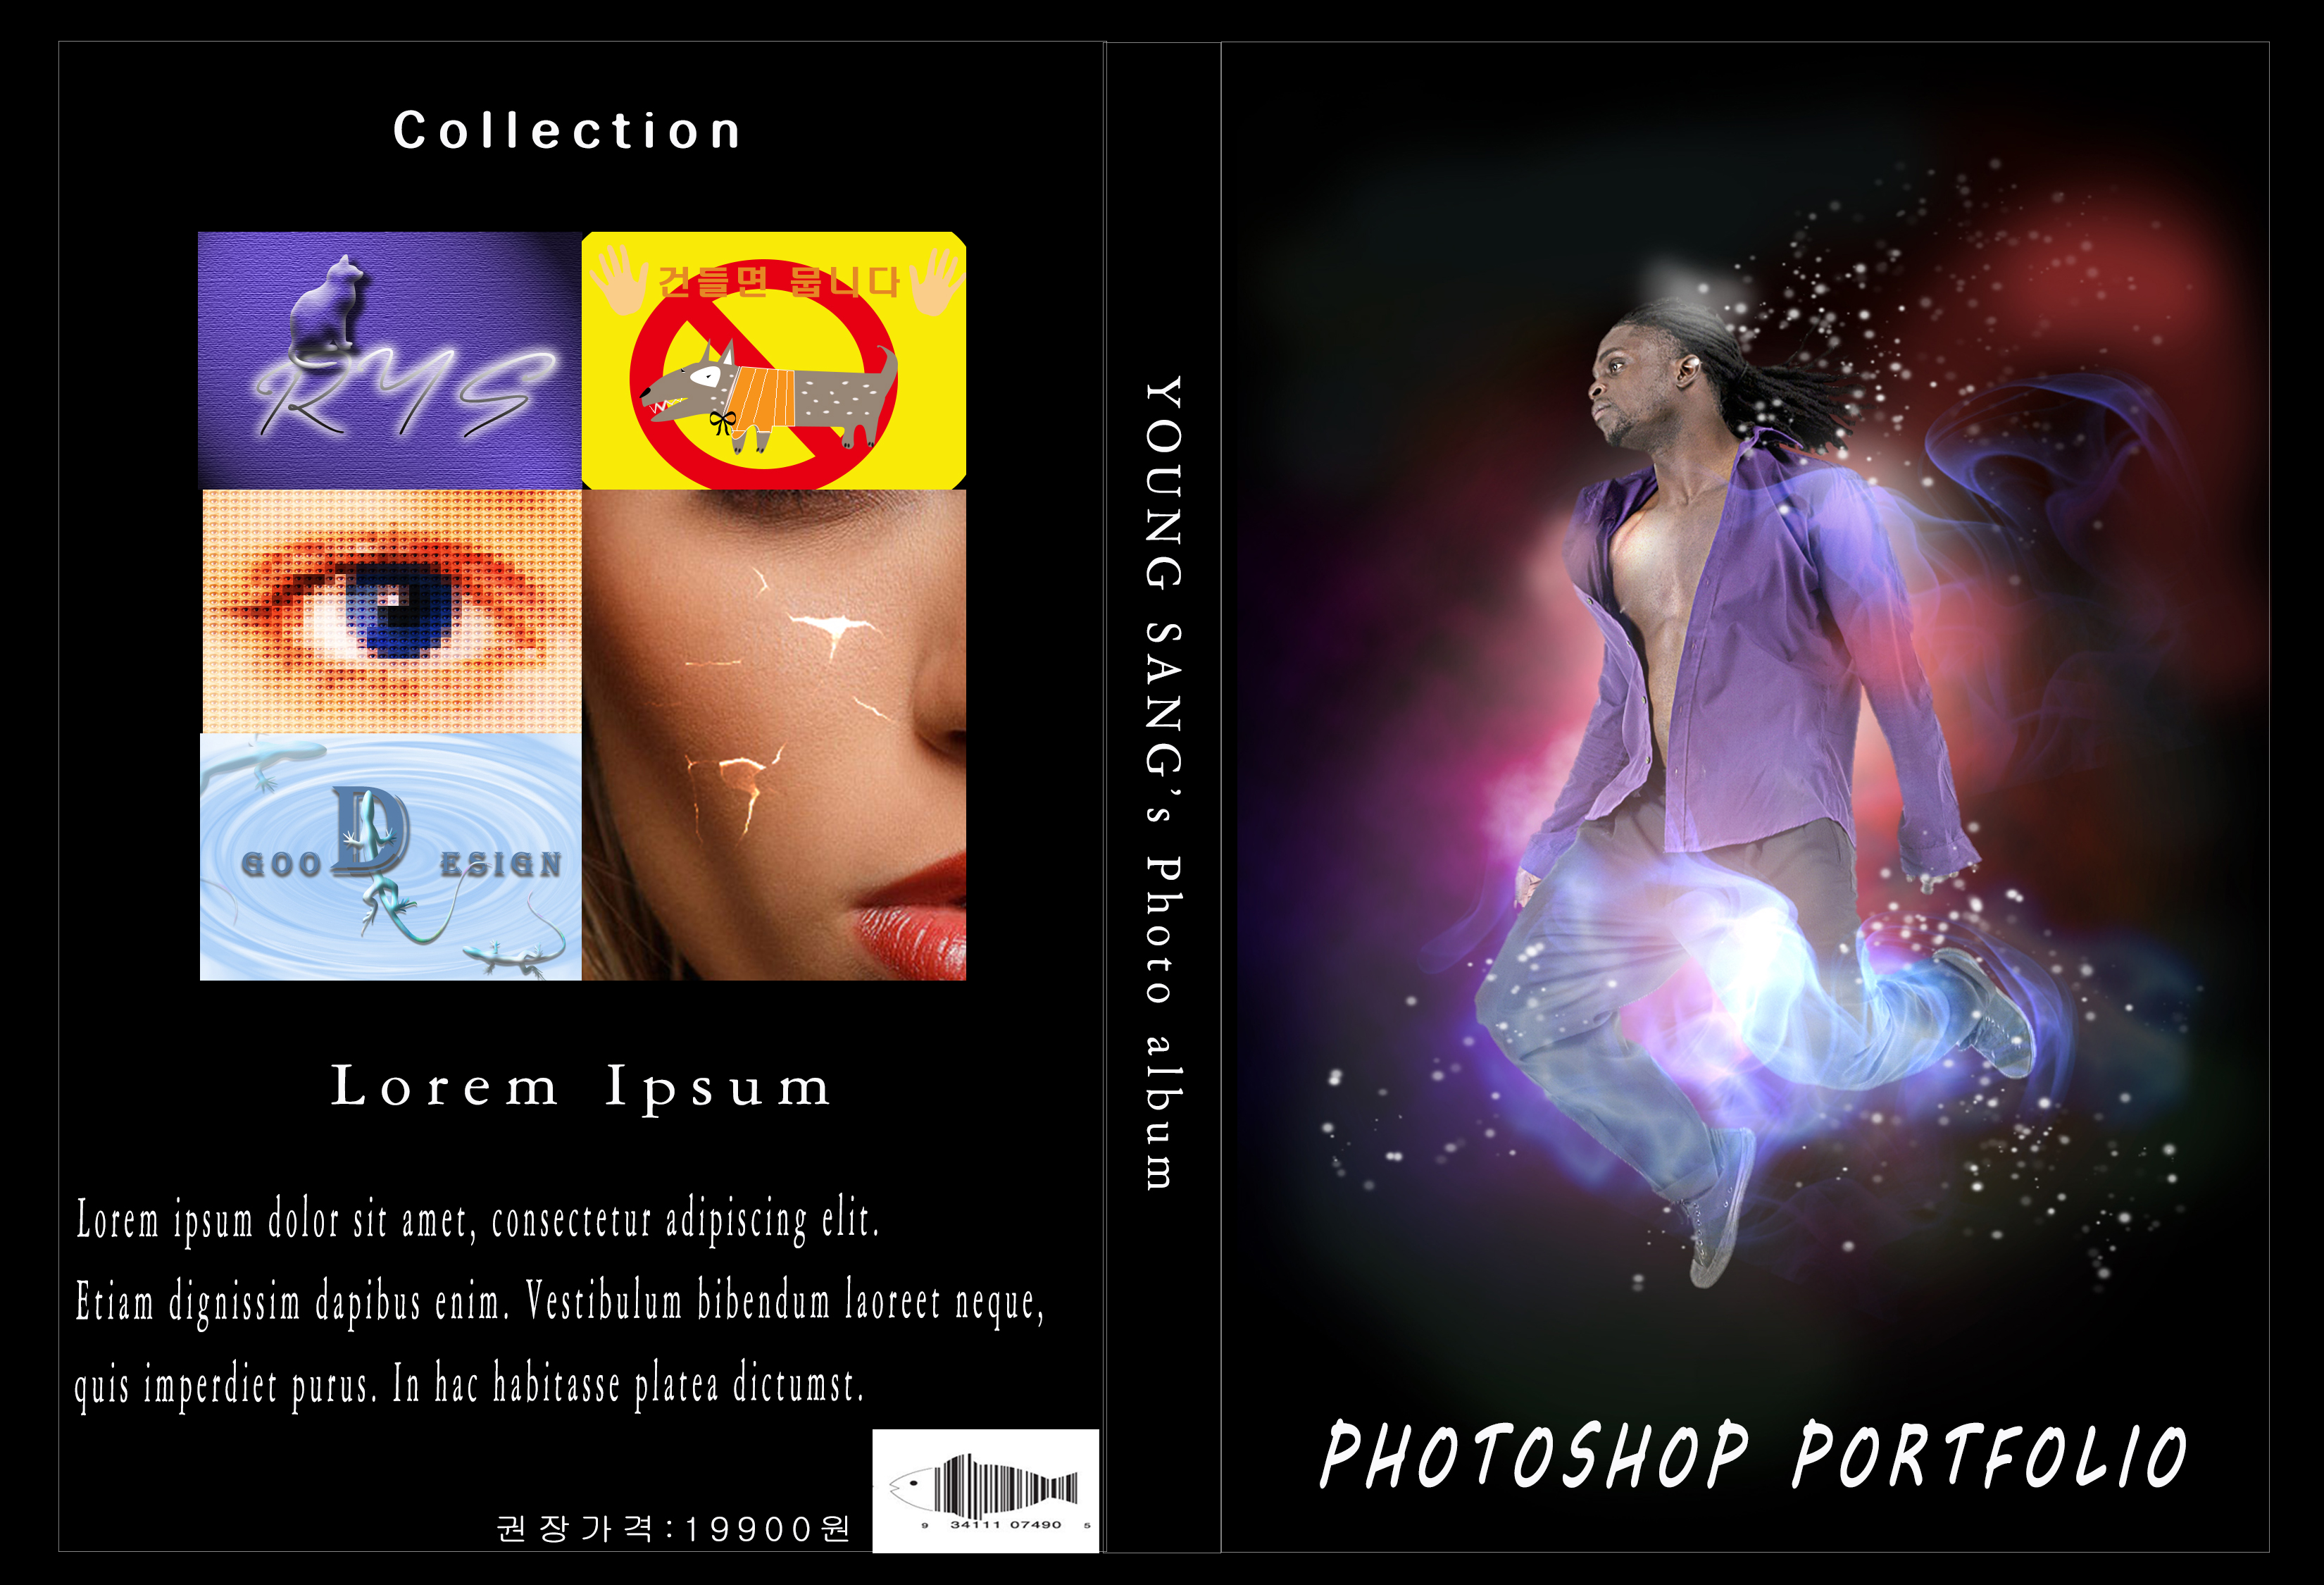 Collection
RYS
건들면 뭅니다
GOOD ESIGN
Lorem Ipsum
Lorem ipsum dolor sit amet, consectetur adipiscing elit.
Etiam dignissim dapibus enim. Vestibulum bibendum laoreet neque,
quis imperdiet purus. In hac habitasse platea dictumst.
권장가격:19900원
9 34111 07490 5
YOUNG SANG's Photo album
PHOTOSHOP PORTFOLIO